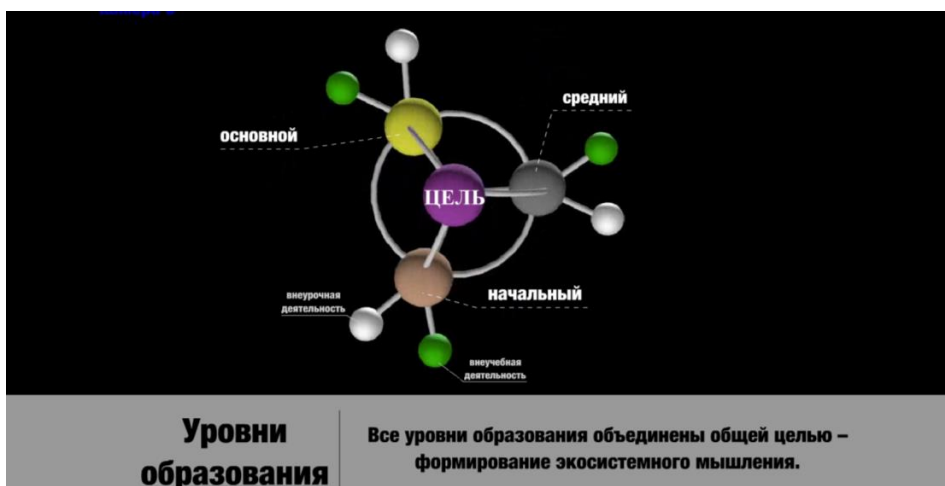 средний
основной
ЦЕЛЬ
начальный
внеурочная
деятельность
внеучебная
деятельность
Уровни
образования
Все уровни образования объединены общей целью –
формирование экосистемного мышления.